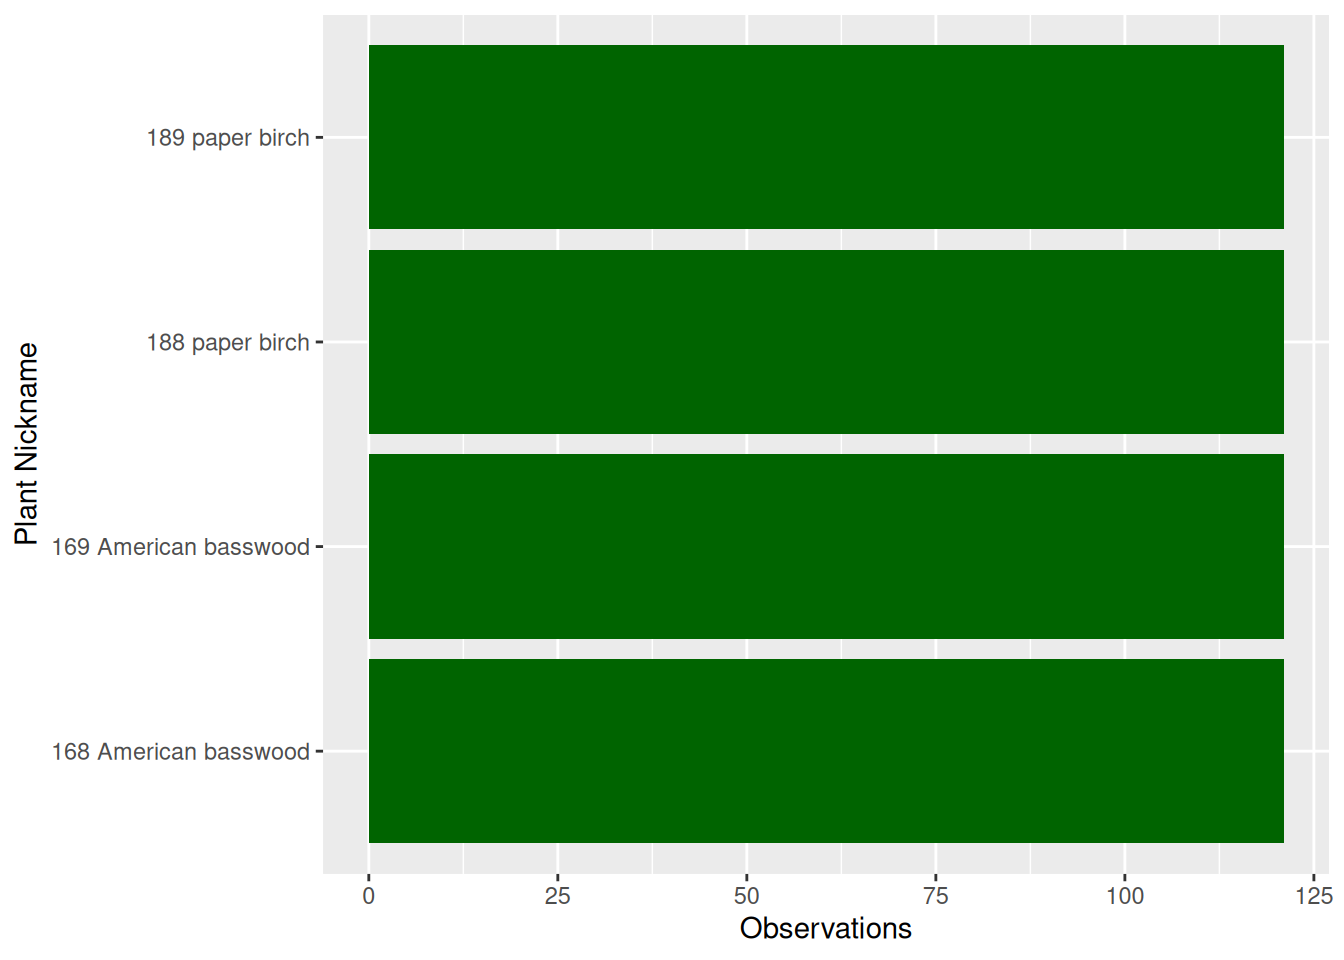 189 paper birch
188 paper birch
169 American basswood
168 American basswood
Plant Nickname
0 25 50 75 100 125
Observations